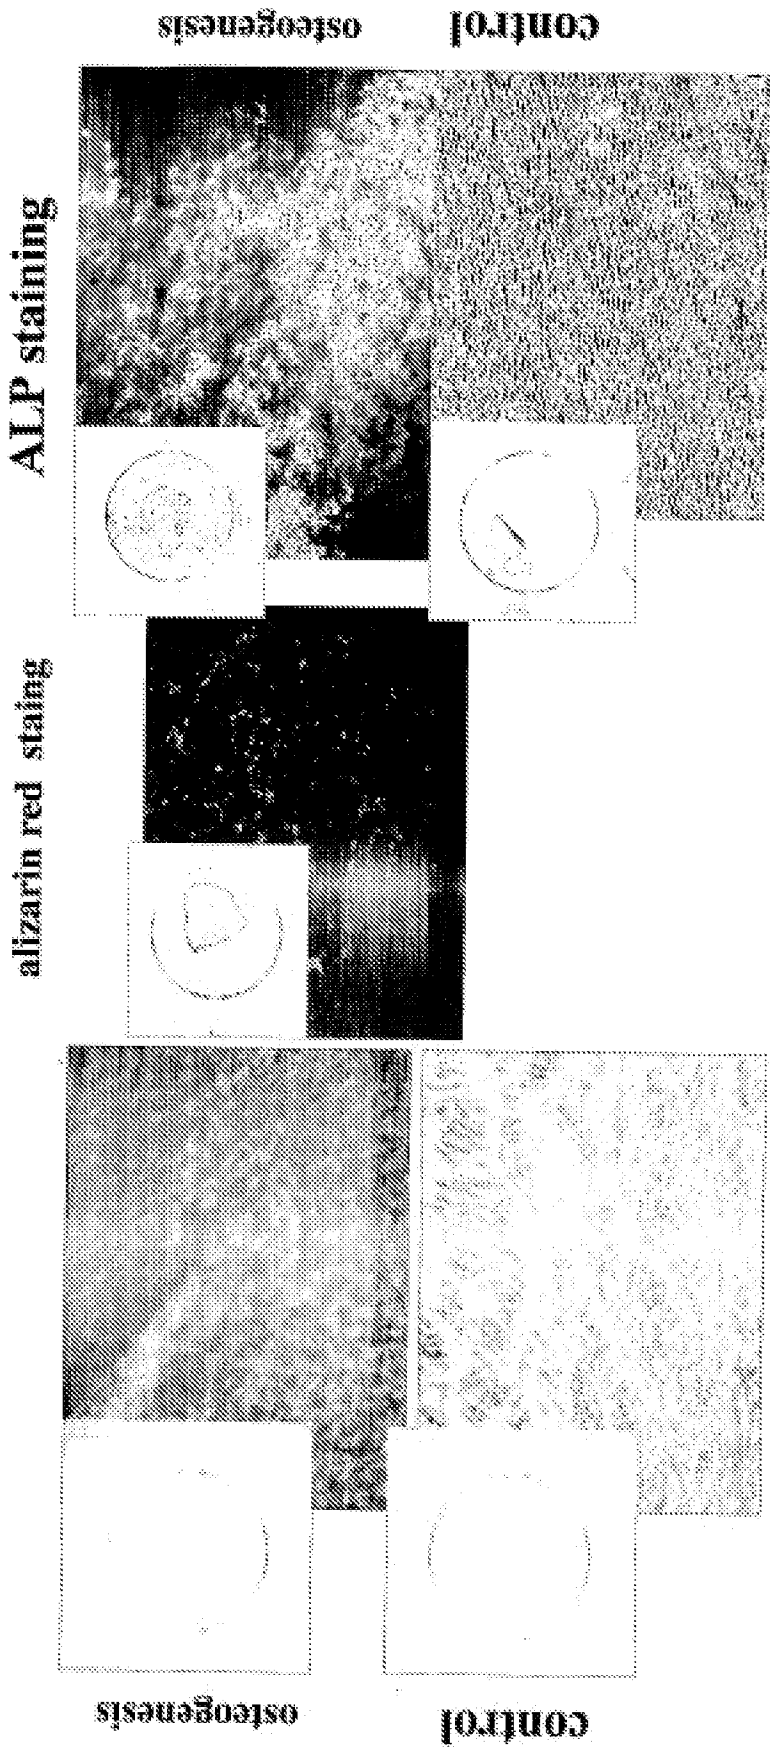 osteogenesis
control
ALP staining
alizarin red staing
osteogenesis
control